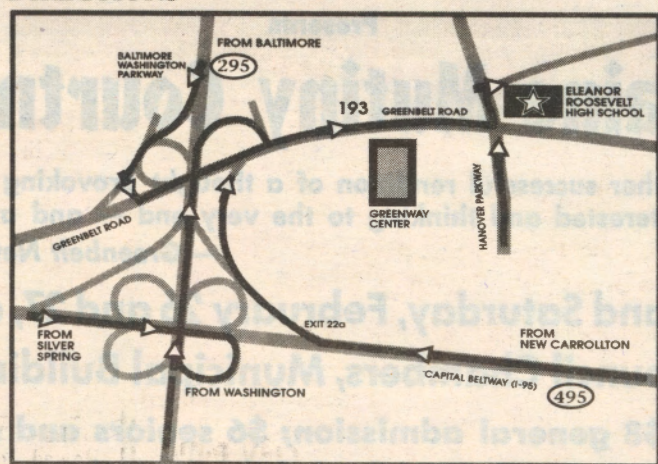 FROM BALTIMORE
BALTIMORE
WASHINGTON
PARKWAY
295
193
GREENBELT ROAD
ELEANOR
ROOSEVELT
HIGH SCHOOL
GREENWAY
CENTER
HANOVER PARKWAY
GREENBELT ROAD
EXIT 22a
FROM
SILVER
SPRING
FROM
NEW CARROLLTON
CAPITAL BELTWAY (I-95)
495
FROM WASHINGTON